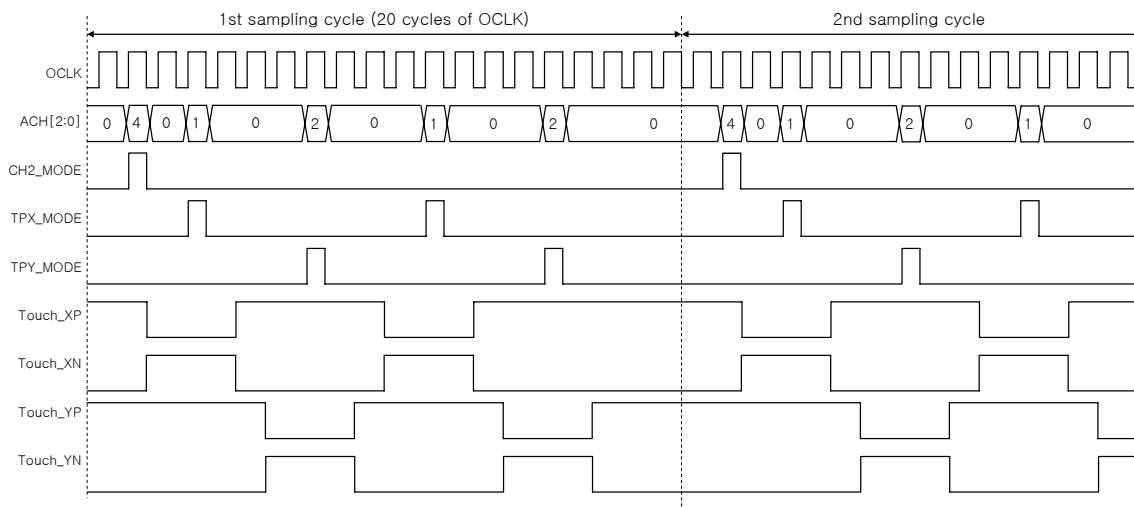 1st sampling cycle (20 cycles of OCLK) 2nd sampling cycle
OCLK
ACH[2:0] 0 4 0 1 0 2 0 1 0 2 0 4 0 1 0 2 0 1 0
CH2_MODE
TPX_MODE
TPY_MODE
Touch_XP
Touch_XN
Touch_YP
Touch_YN